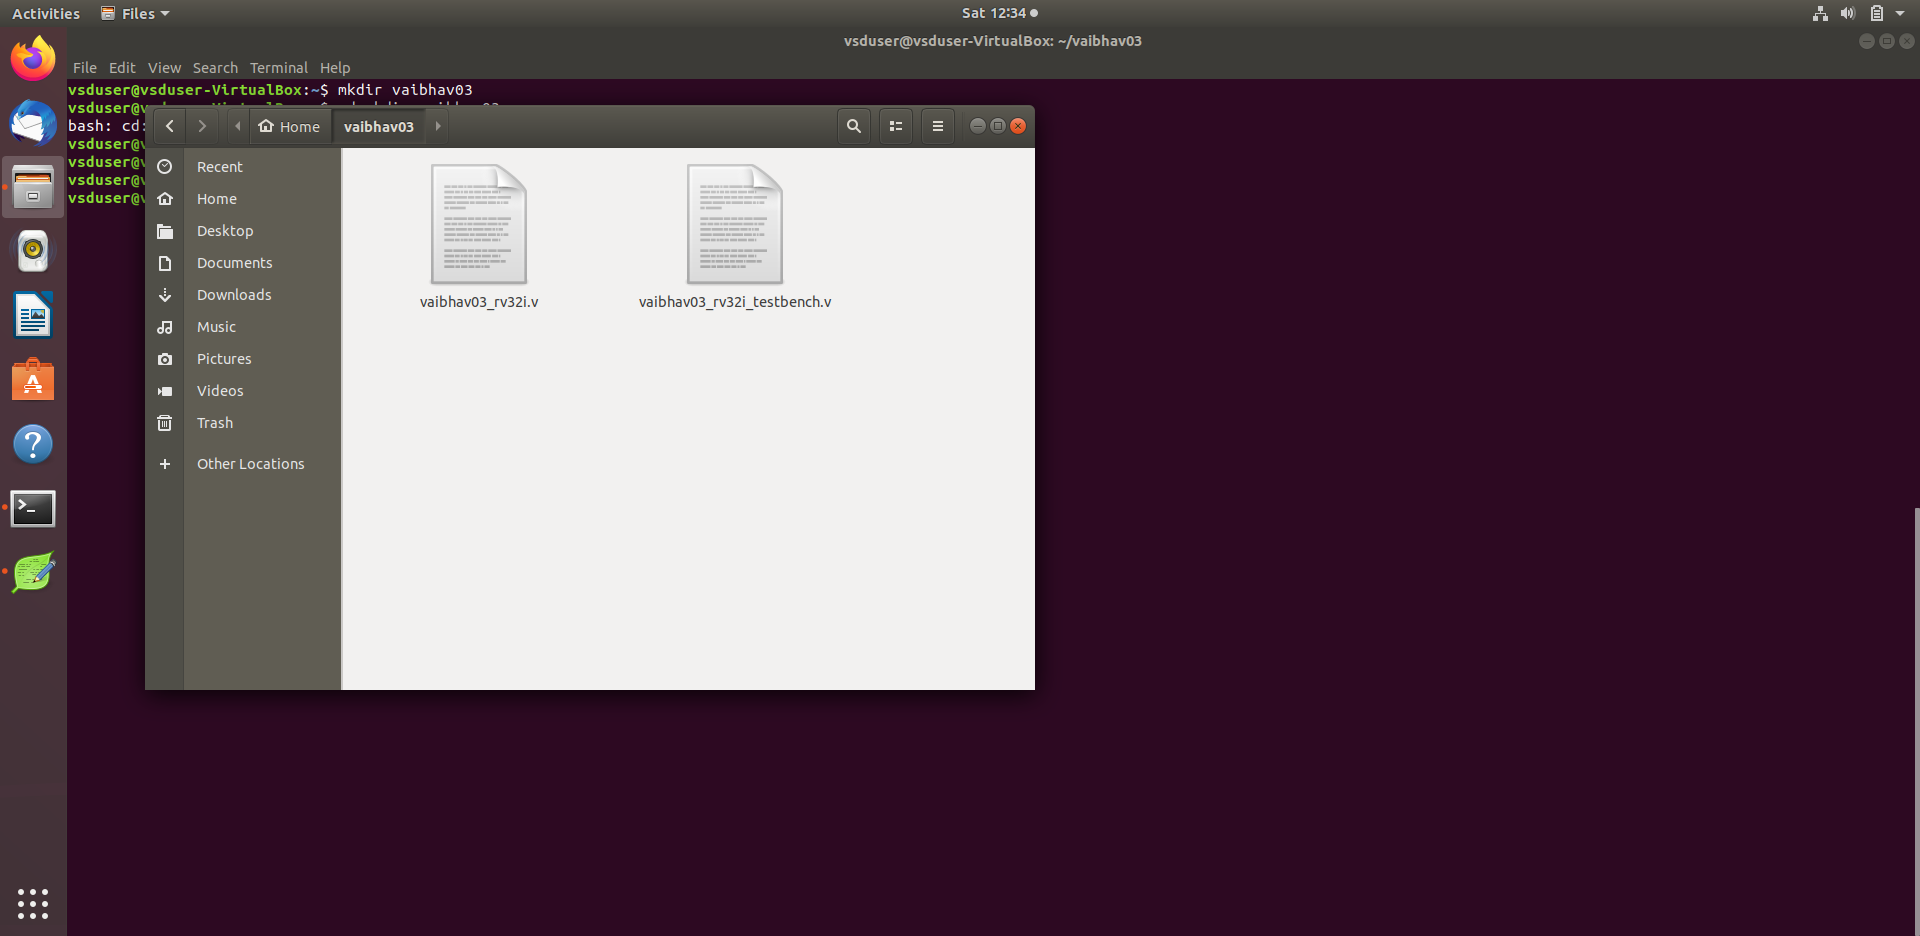 Activities Files Sat 12:34
vsduser@vsduser-VirtualBox: ~/vaibhav03
File Edit View Search Terminal Help
vsduser@vsduser-VirtualBox:~$ mkdir vaibhav03
bash: cd:
vsduser@v
vsduser@v
vsduser@v
vsduser@v
Home vaibhav03
Recent
Home
Desktop
Documents
Downloads
Music
Pictures
Videos
Trash
Other Locations
vaibhav03_rv32i.v
vaibhav03_rv32i_testbench.v